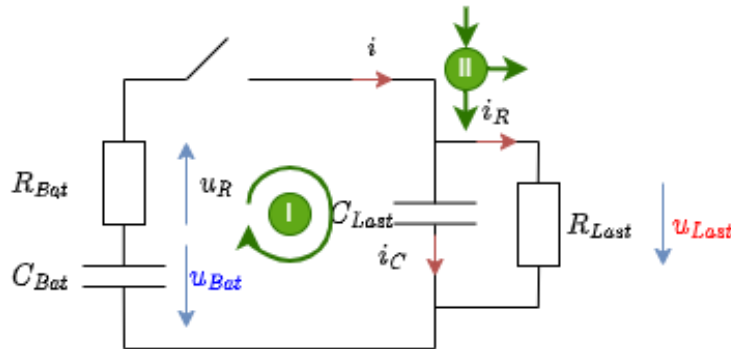 i
II
i_R
R_Bat
u_R
I
C_Last
R_Last
u_Last
C_Bat
u_Bat
i_C